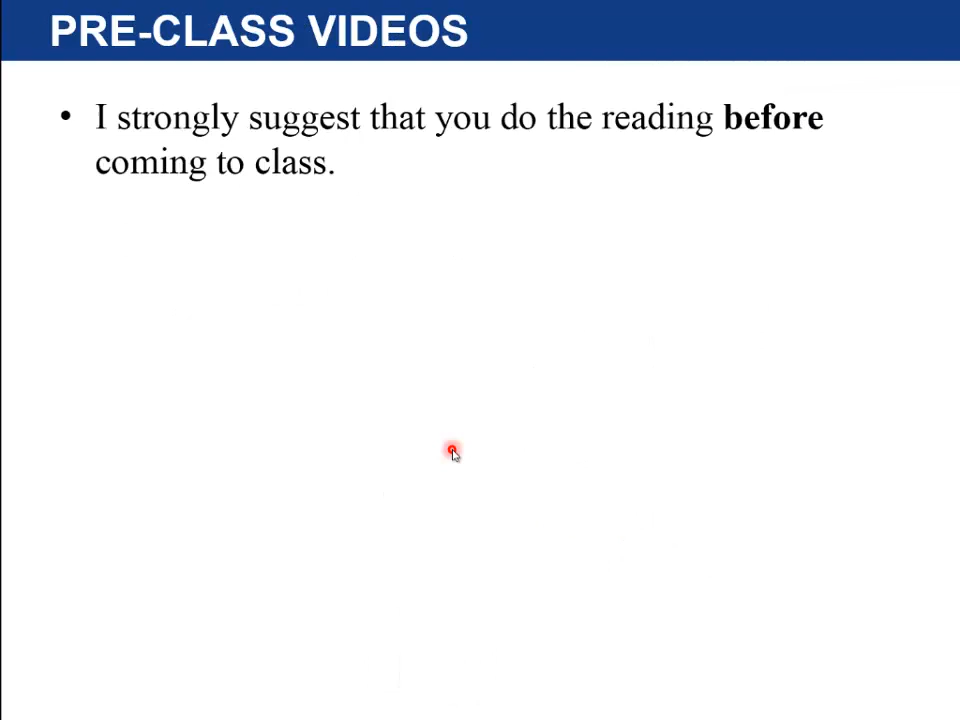 PRE-CLASS VIDEOS
• I strongly suggest that you do the reading before
coming to class.